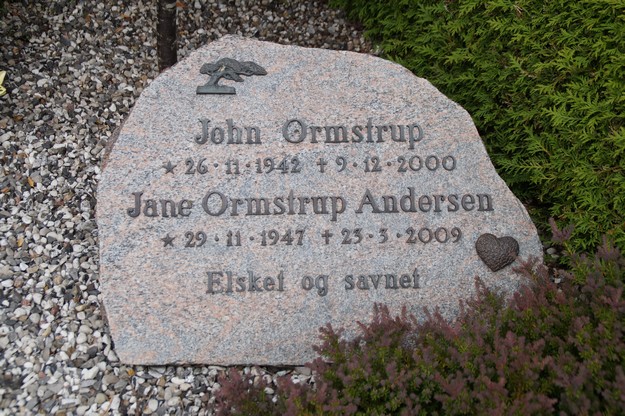 John Ormstrup
★ 26·11·1942 ✝ 9·12·2000
Jane Ormstrup Andersen
★ 29·11·1947 ✝ 23·3·2009
Elsket og savnet